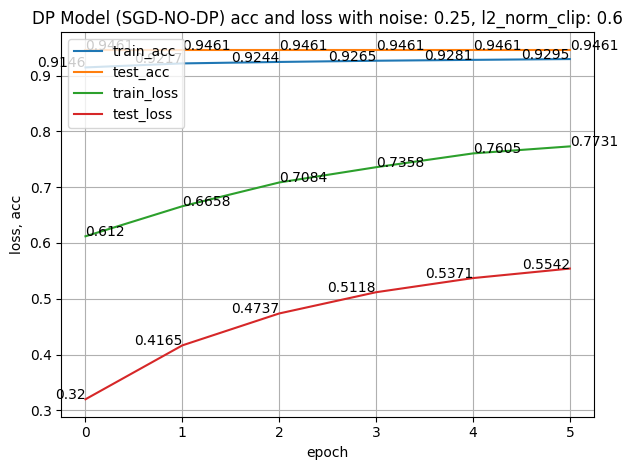 DP Model (SGD-NO-DP) acc and loss with noise: 0.25, l2_norm_clip: 0.6
0.9461 0.9461 0.9461 0.9461 0.9461 0.9461
0.9146 0.9217 0.9244 0.9265 0.9281 0.9295
train_acc
test_acc
train_loss
test_loss
0.612 0.6658 0.7084 0.7358 0.7605 0.7731
0.32 0.4165 0.4737 0.5118 0.5371 0.5542
loss, acc
0.9
0.8
0.7
0.6
0.5
0.4
0.3
0 1 2 3 4 5
epoch